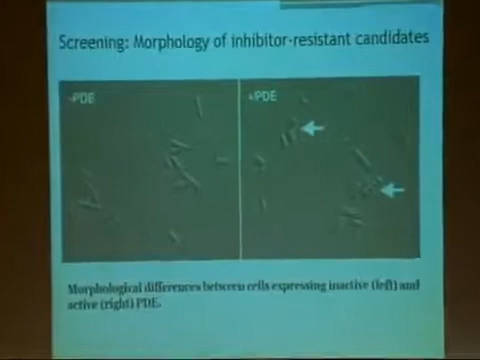 Screening: Morphology of inhibitor-resistant candidates
-PDE
+PDE
Morphological differences between cells expressing inactive (left) and
active (right) PDE.